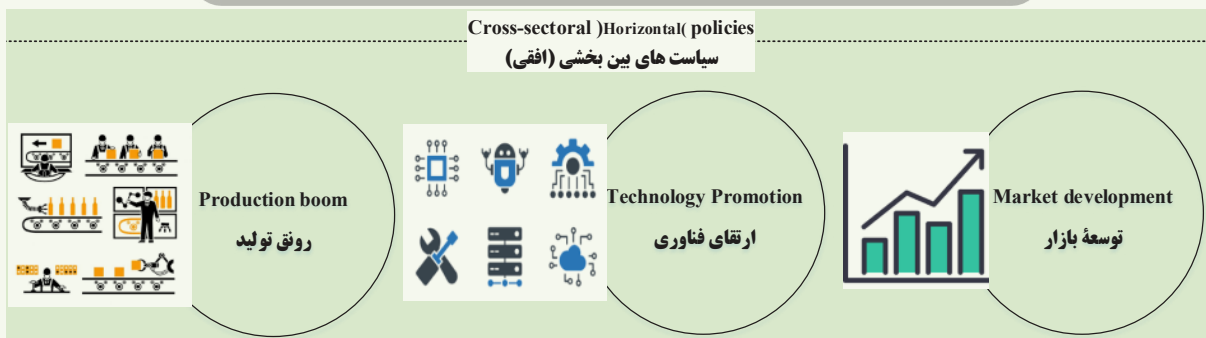 Cross-sectoral )Horizontal( policies
سیاست های بین بخشی (افقی)
Production boom
رونق تولید
Technology Promotion
ارتقای فناوری
Market development
توسعۀ بازار